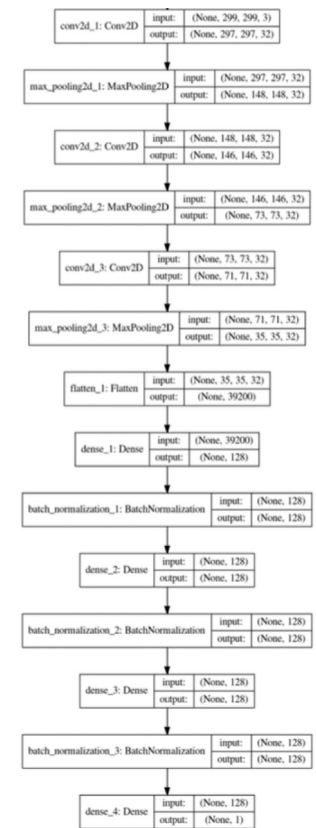 conv2d_1: Conv2D
input: (None, 299, 299, 3)
output: (None, 297, 297, 32)
max_pooling2d_1: MaxPooling2D
input: (None, 297, 297, 32)
output: (None, 148, 148, 32)
conv2d_2: Conv2D
input: (None, 148, 148, 32)
output: (None, 146, 146, 32)
max_pooling2d_2: MaxPooling2D
input: (None, 146, 146, 32)
output: (None, 73, 73, 32)
conv2d_3: Conv2D
input: (None, 73, 73, 32)
output: (None, 71, 71, 32)
max_pooling2d_3: MaxPooling2D
input: (None, 71, 71, 32)
output: (None, 35, 35, 32)
flatten_1: Flatten
input: (None, 35, 35, 32)
output: (None, 39200)
dense_1: Dense
input: (None, 39200)
output: (None, 128)
batch_normalization_1: BatchNormalization
input: (None, 128)
output: (None, 128)
dense_2: Dense
input: (None, 128)
output: (None, 128)
batch_normalization_2: BatchNormalization
input: (None, 128)
output: (None, 128)
dense_3: Dense
input: (None, 128)
output: (None, 128)
batch_normalization_3: BatchNormalization
input: (None, 128)
output: (None, 128)
dense_4: Dense
input: (None, 128)
output: (None, 1)